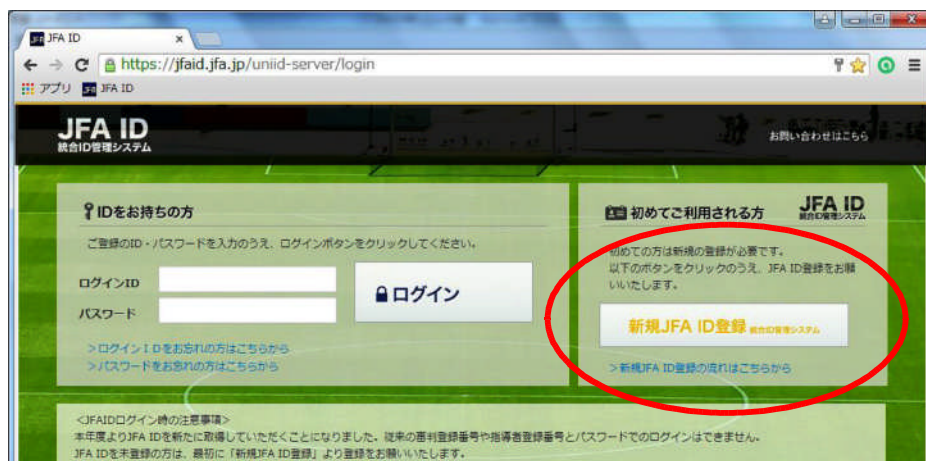 JFA ID
https://jfaid.jfa.jp/uniid-server/login
アプリ JFA ID
JFA ID
統合ID管理システム
お問い合わせはこちら
IDをお持ちの方
ご登録のID・パスワードを入力のうえ、ログインボタンをクリックしてください。
ログインID
パスワード
ログイン
>ログインIDをお忘れの方はこちらから
>パスワードをお忘れの方はこちらから
初めてご利用される方
JFA ID
統合ID管理システム
初めての方は新規の登録が必要です。
以下のボタンをクリックのうえ、JFA ID登録をお願
いいたします。
新規JFA ID登録 統合ID管理システム
>新規JFA ID登録の流れはこちらから
<JFAIDログイン時の注意事項>
本年度よりJFA IDを新たに取得していただくことになりました。従来の審判登録番号や指導者登録番号とパスワードでのログインはできません。
JFA IDを未登録の方は、最初に「新規JFA ID登録」より登録をお願いいたします。